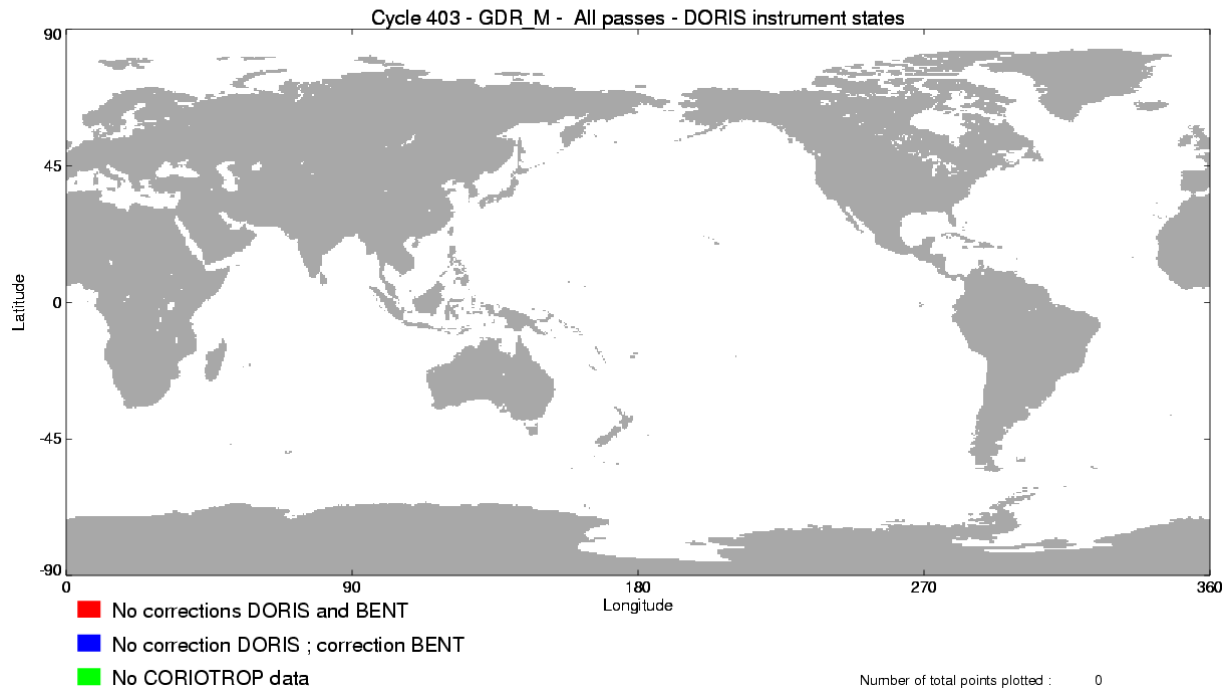 Cycle 403 - GDR_M - All passes - DORIS instrument states
90
45
0
-45
-90
Latitude
0 90 180 270 360
Longitude
No corrections DORIS and BENT
No correction DORIS ; correction BENT
No CORIOTROP data
Number of total points plotted : 0